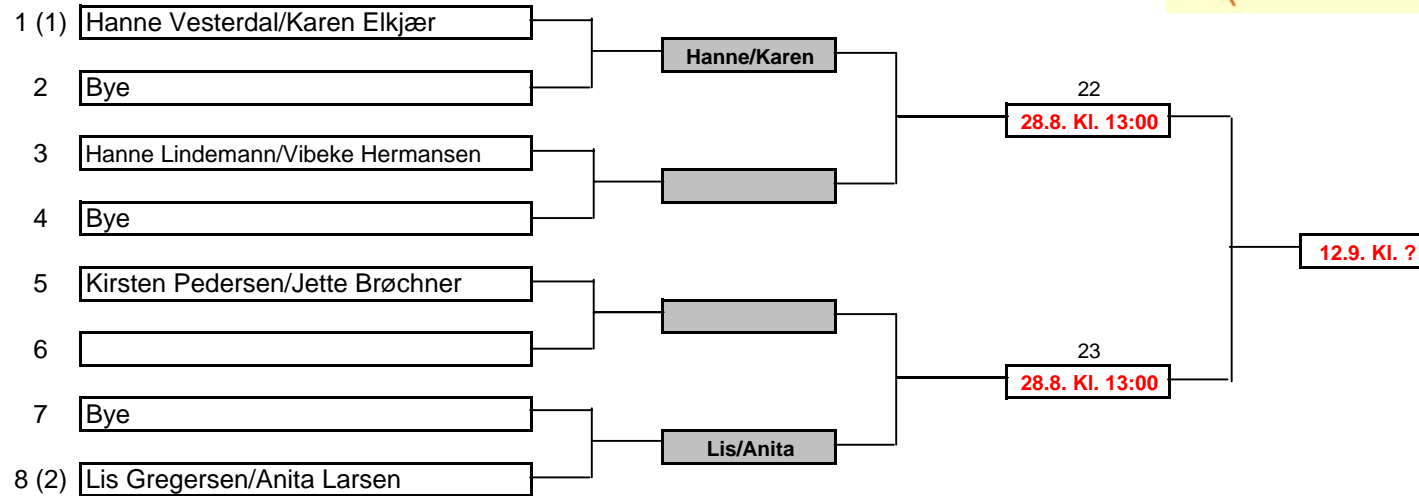 1 (1) Hanne Vesterdal/Karen Elkjær
Hanne/Karen
2 Bye
22
28.8. Kl. 13:00
3 Hanne Lindemann/Vibeke Hermansen
4 Bye
12.9. Kl. ?
5 Kirsten Pedersen/Jette Brøchner
6
23
28.8. Kl. 13:00
7 Bye
Lis/Anita
8 (2) Lis Gregersen/Anita Larsen